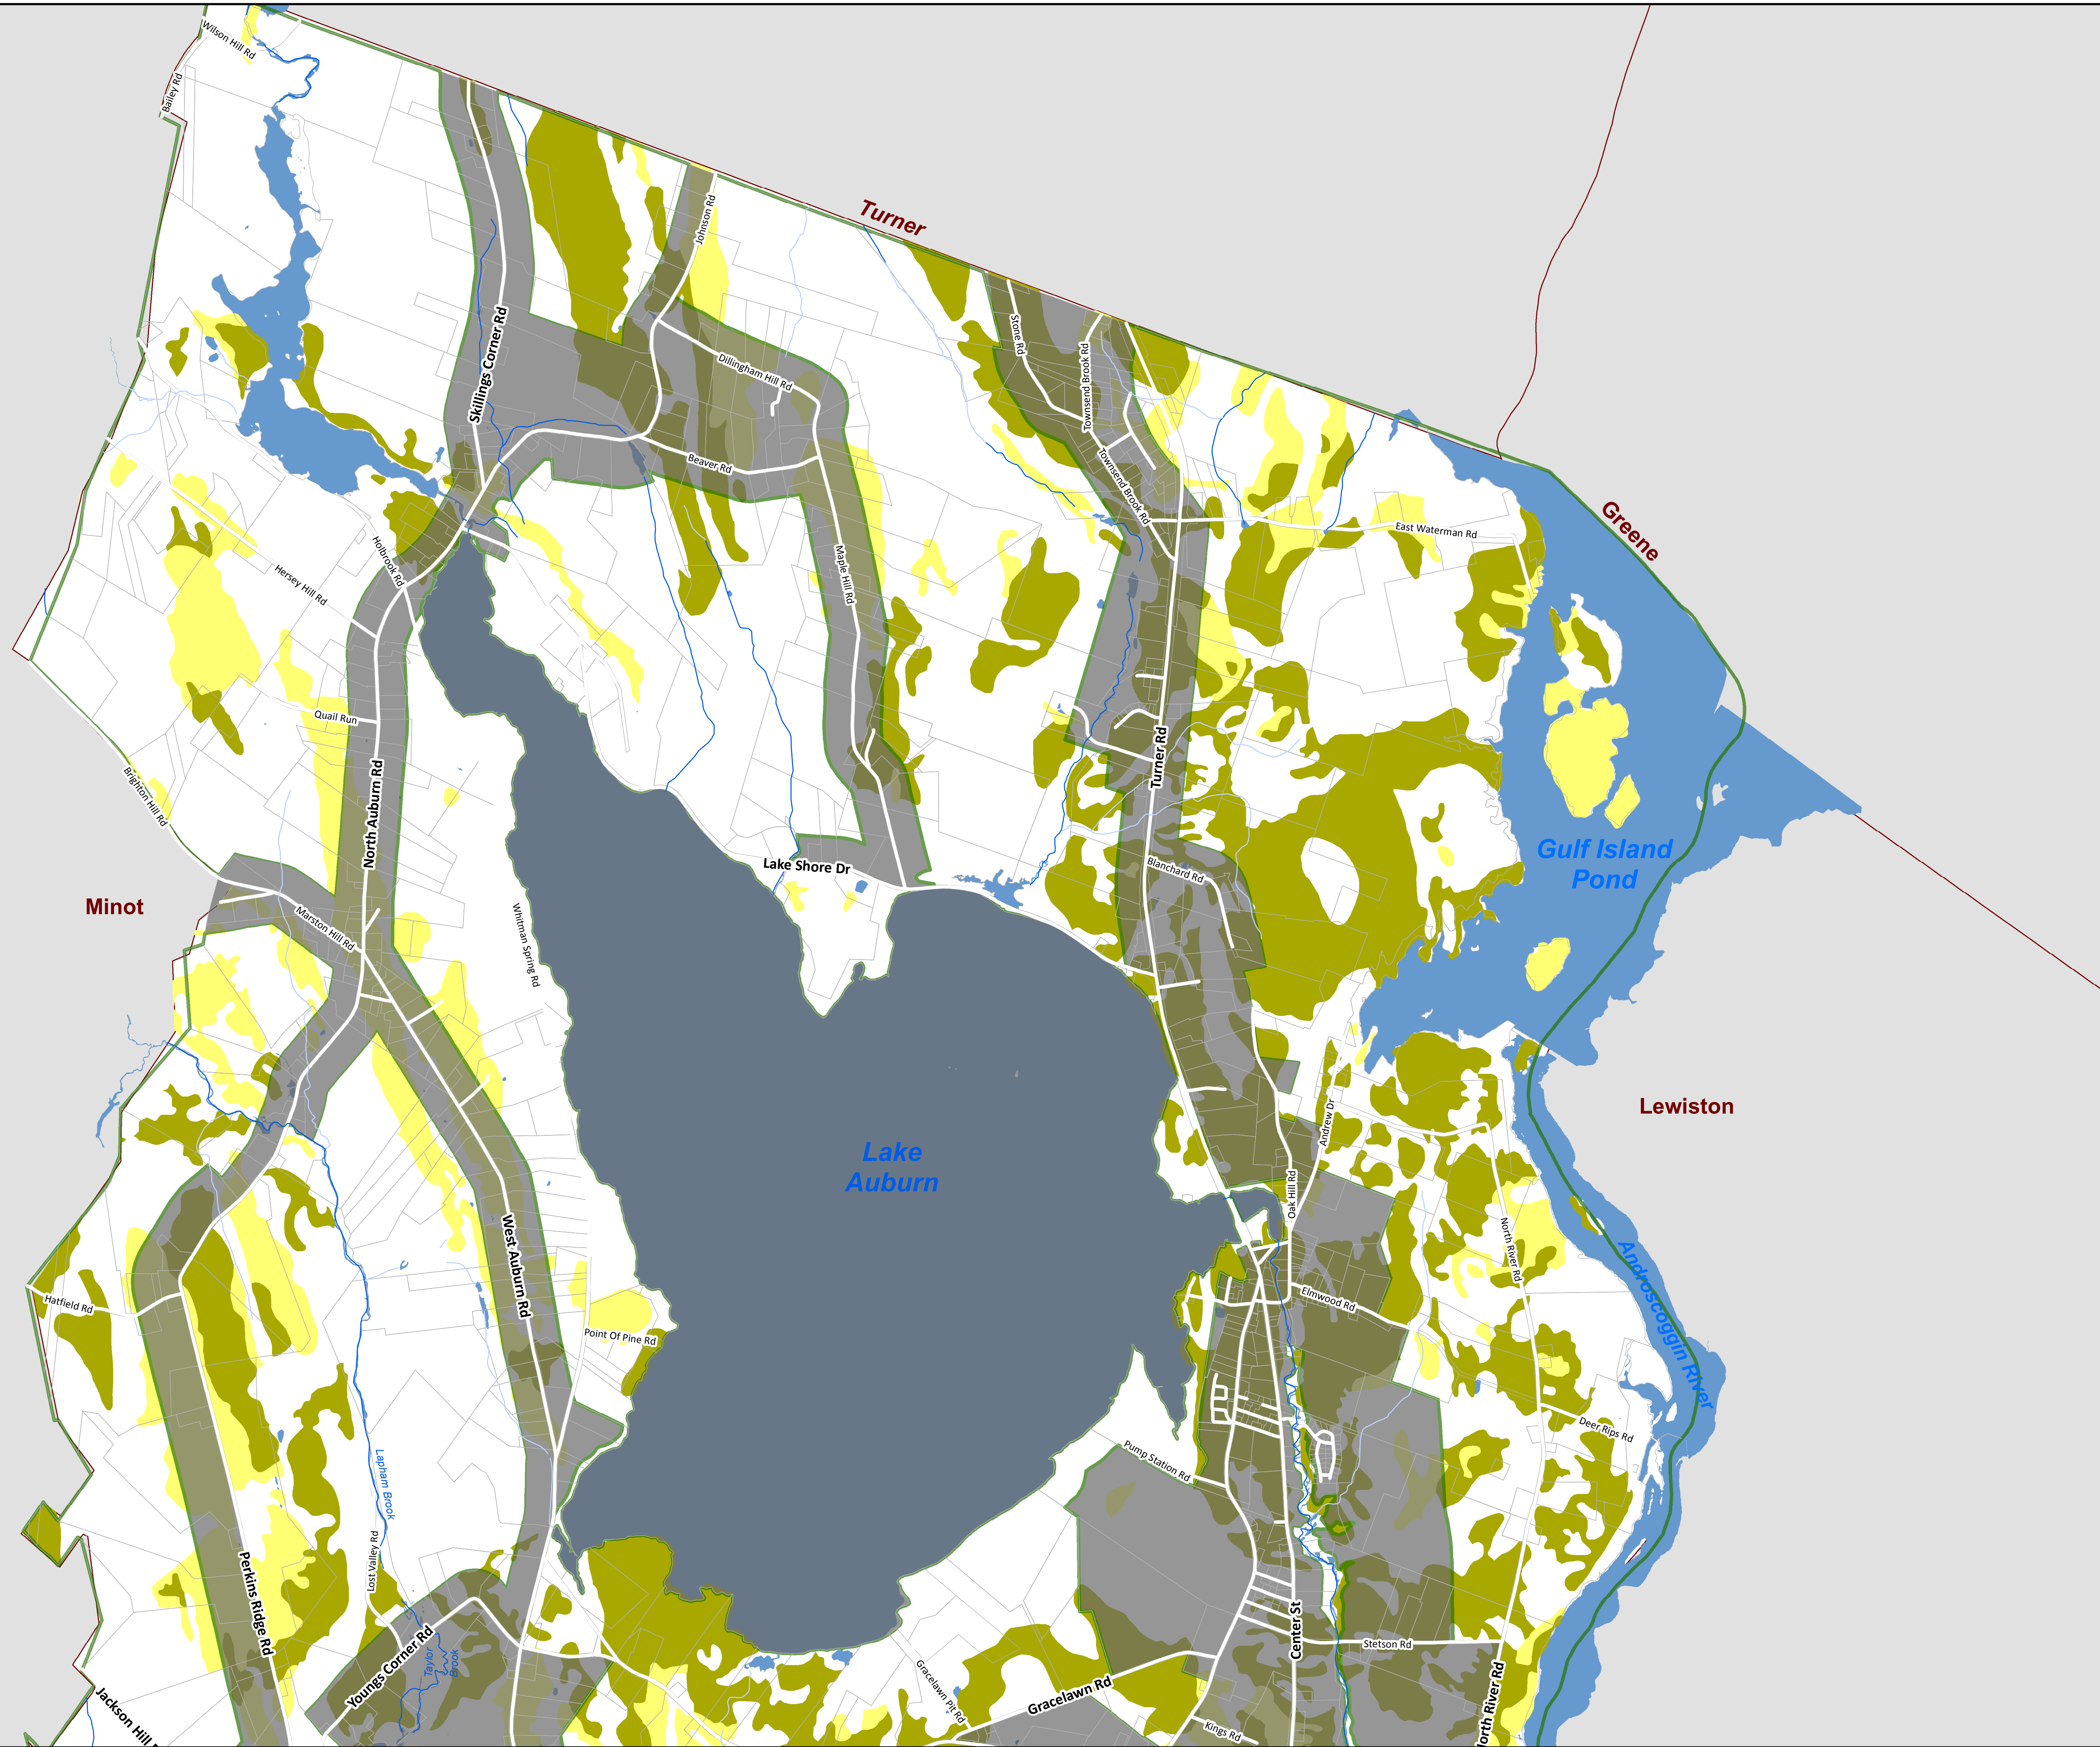 Wilson Hill Rd
Bailey Rd
Turner
Johnson Rd
Skillings Corner Rd
Dillingham Hill Rd
Stone Rd
Townsend Brook Rd
Beaver Rd
Townsend Brook Rd
East Waterman Rd
Greene
Holbrook Rd
Hersey Hill Rd
Maple Hill Rd
Quail Run
Turner Rd
North Auburn Rd
Brighton Hill Rd
Lake Shore Dr
Blanchard Rd
Gulf Island
Pond
Minot
Marston Hill Rd
Whitman Spring Rd
Lewiston
Andrew Dr
Lake
Auburn
Oak Hill Rd
North River Rd
West Auburn Rd
Hatfield Rd
Elmwood Rd
Androscoggin River
Point Of Pine Rd
Deer Rips Rd
Pump Station Rd
Lapham Brook
Lost Valley Rd
Perkins Ridge Rd
Center St
Stetson Rd
Youngs Corner Rd
Taylor
Brook
Gracelawn Pit Rd
Gracelawn Rd
North River Rd
Jackson Hill
Kings Rd